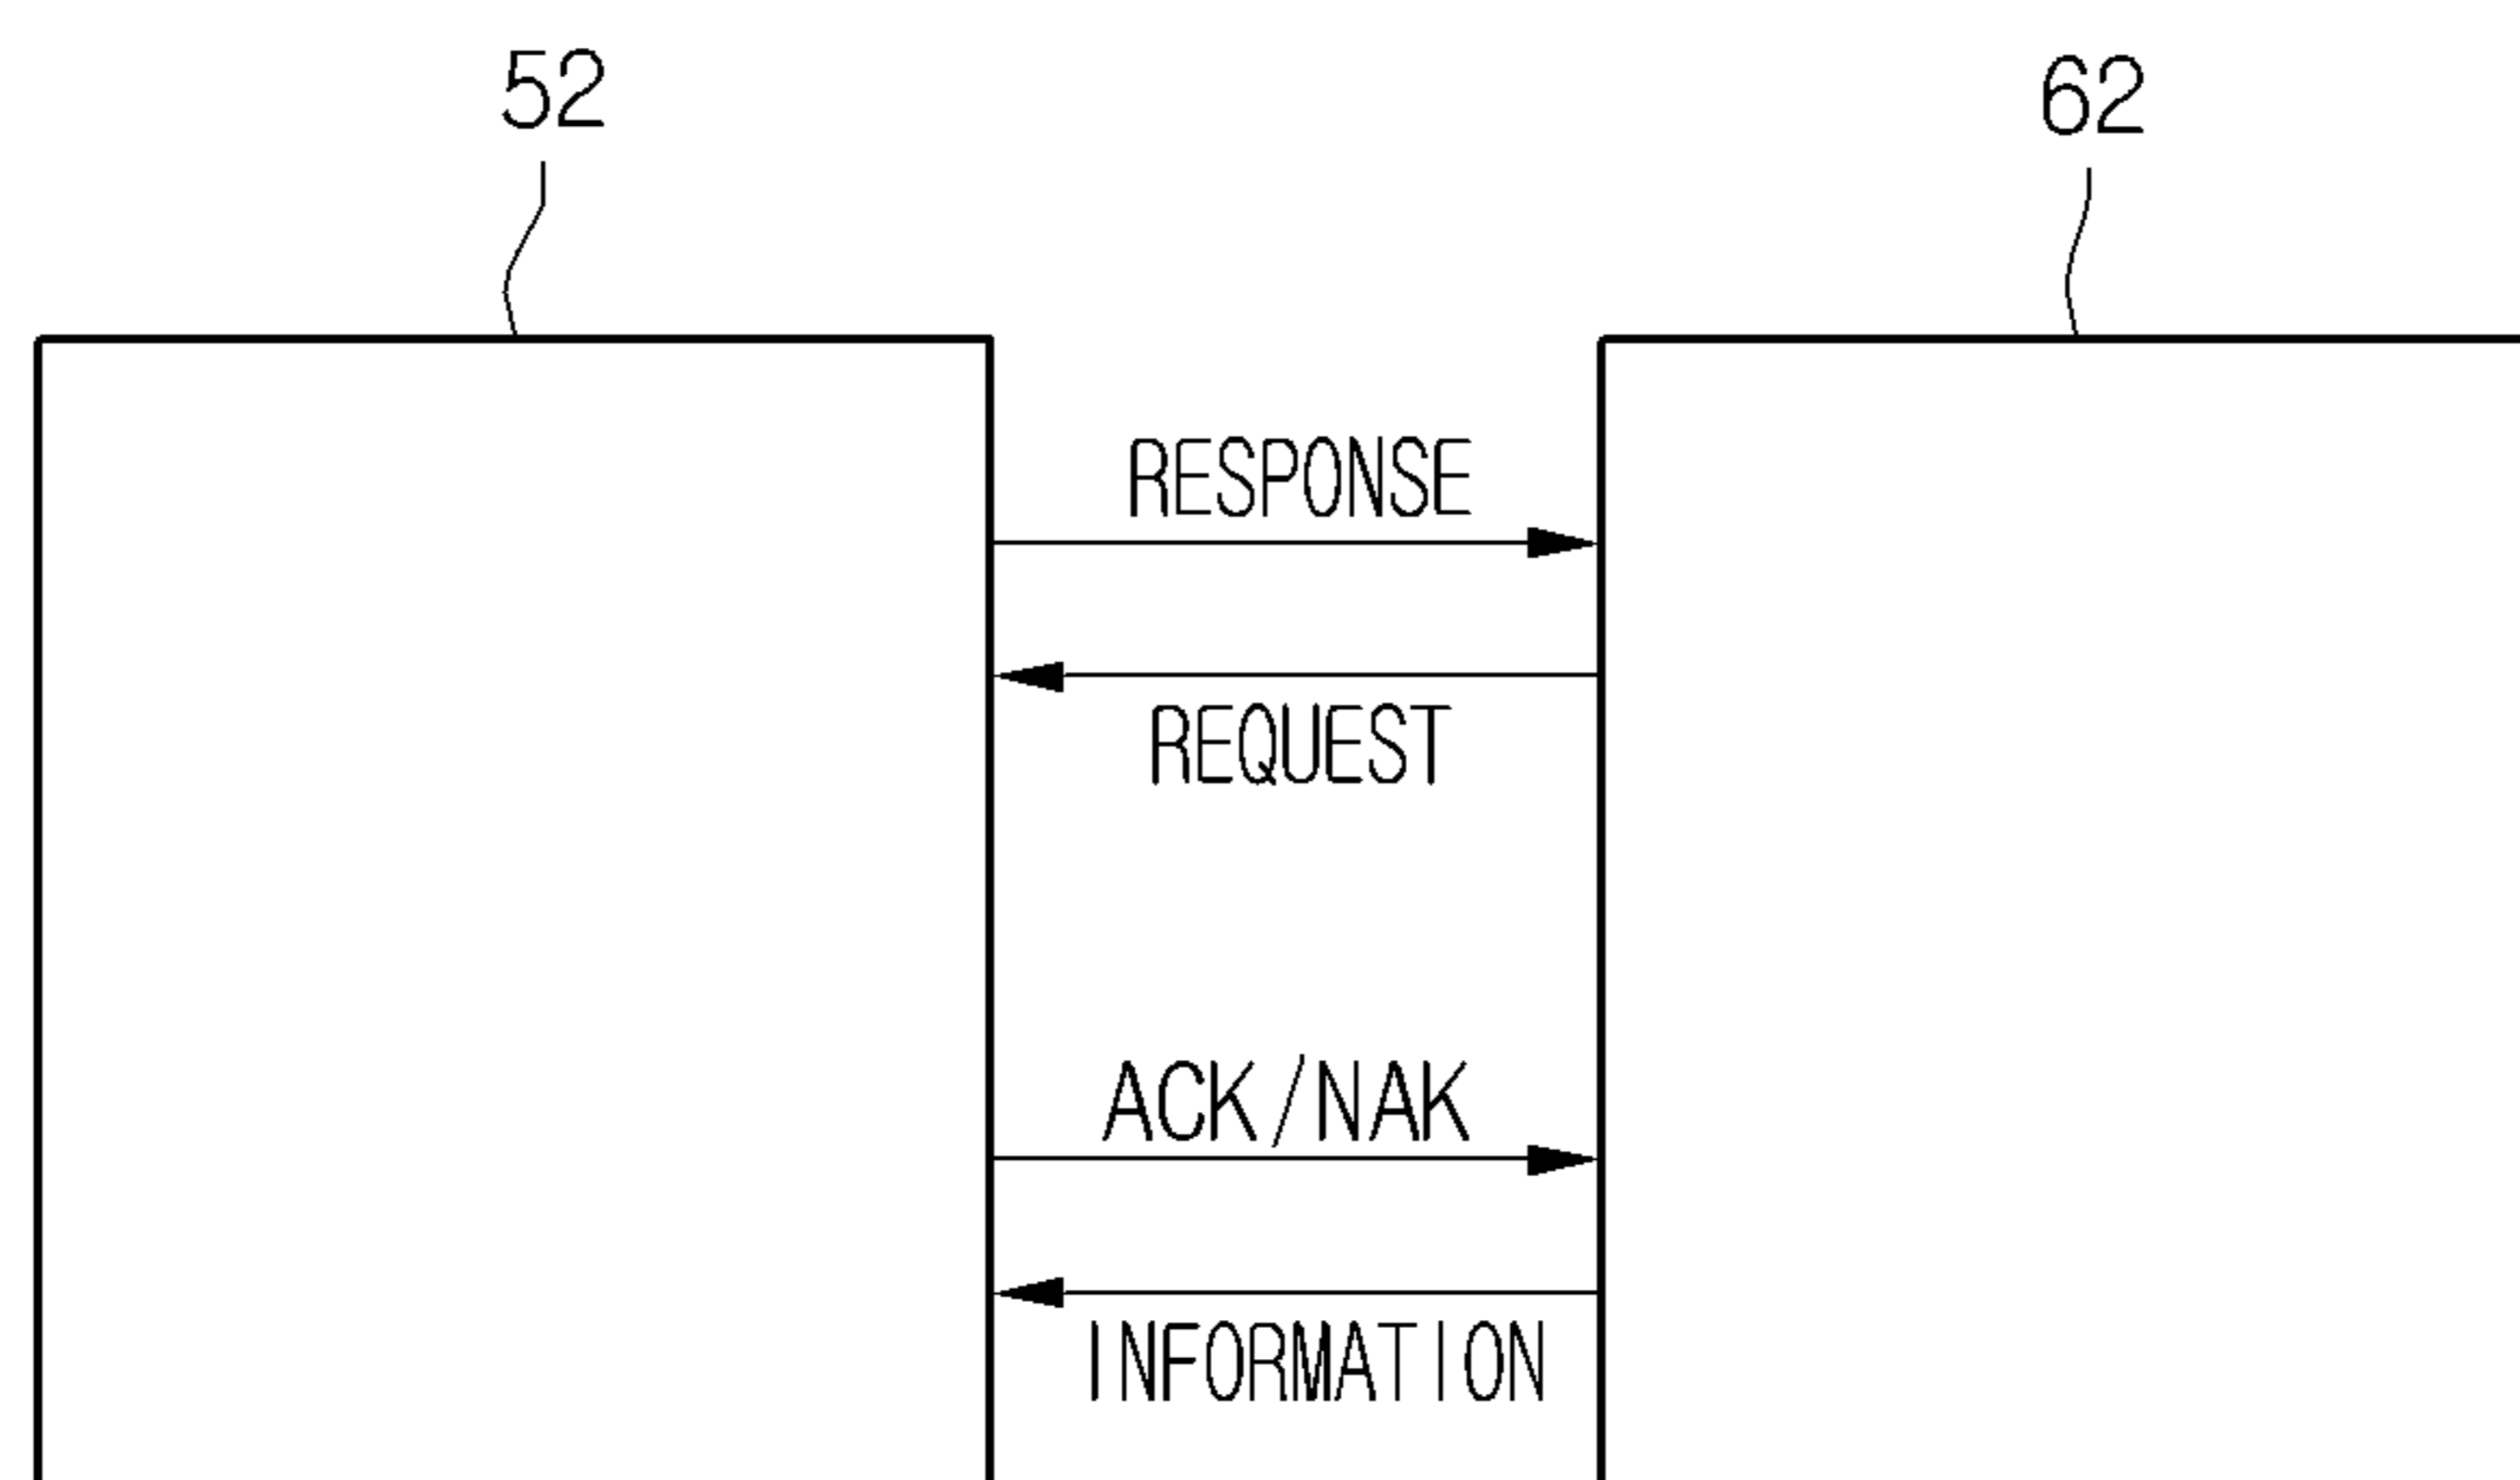 52
62
RESPONSE
REQUEST
ACK/NAK
INFORMATION